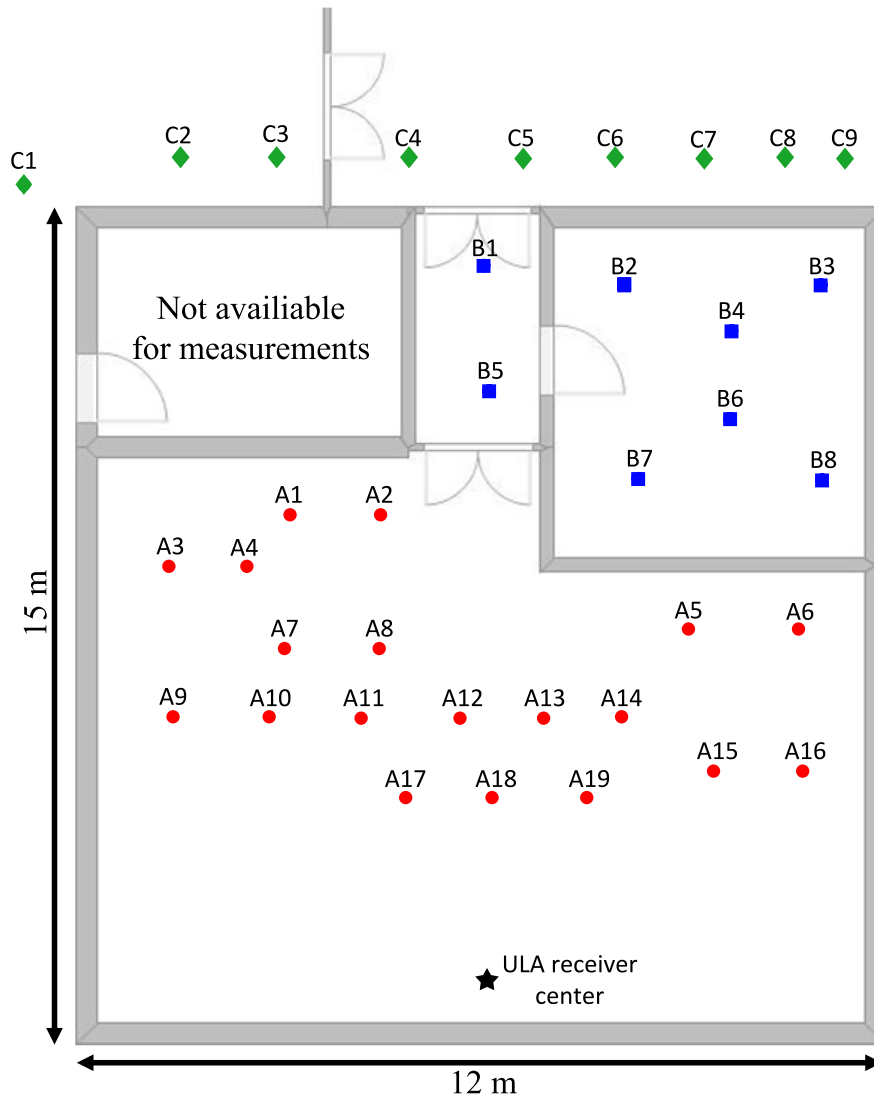 C1
C2
C3
C4
C5
C6
C7
C8
C9
B1
B2
B3
B4
Not availiable
for measurements
B5
B6
B7
B8
A1
A2
A3
A4
A5
A6
A7
A8
A9
A10
A11
A12
A13
A14
A15
A16
A17
A18
A19
15 m
ULA receiver
center
12 m